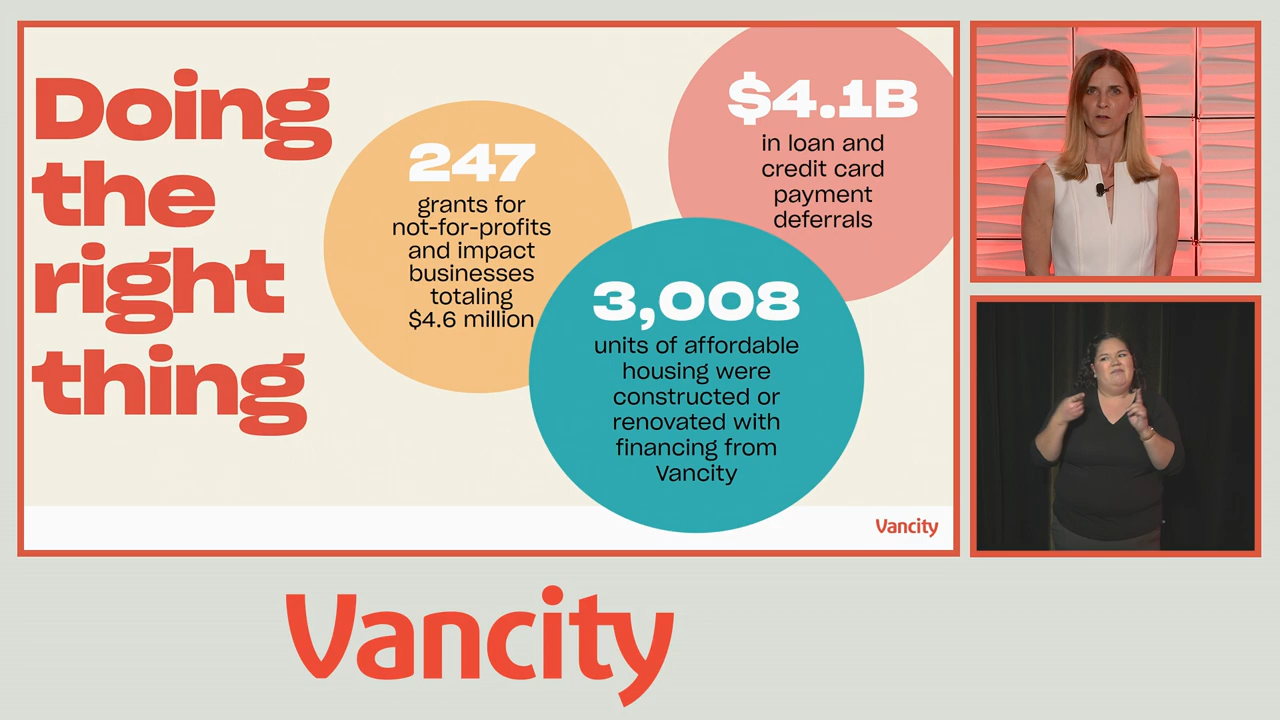 Doing
the
right
thing
247
grants for
not-for-profits
and impact
businesses
totaling
$4.6 million
$4.1B
in loan and
credit card
payment
deferrals
3,008
units of affordable
housing were
constructed or
renovated with
financing from
Vancity
Vancity
Vancity